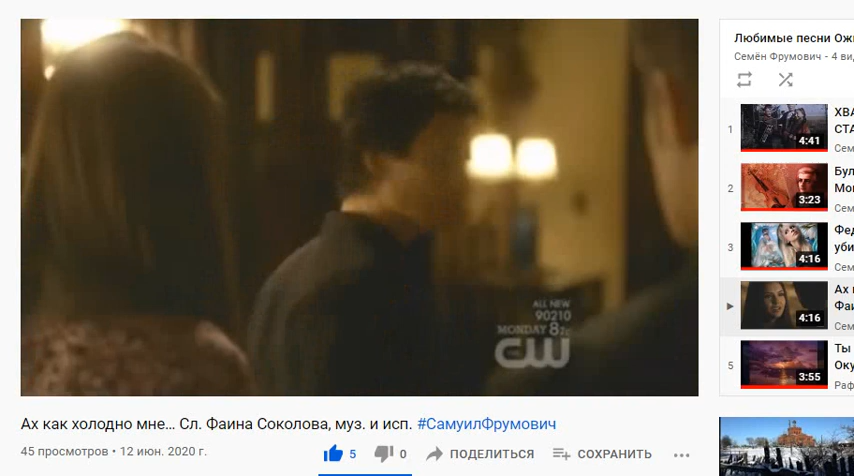 ALL NEW
90210
MONDAY 8/7c
CW
Ах как холодно мне... Сл. Фаина Соколова, муз. и исп. #СамуилФрумович
45 просмотров • 12 июн. 2020 г.
5
0
ПОДЕЛИТЬСЯ
СОХРАНИТЬ
Любимые песни Ож
Семён Фрумович - 4 ви
1
4:41
ХВА
СТА
Сем
2
3:23
Бул
Мо
Сем
3
4:16
Фед
уби
Сем
4:16
Ах
Фаи
Сем
5
3:55
Ты
Оку
Раф